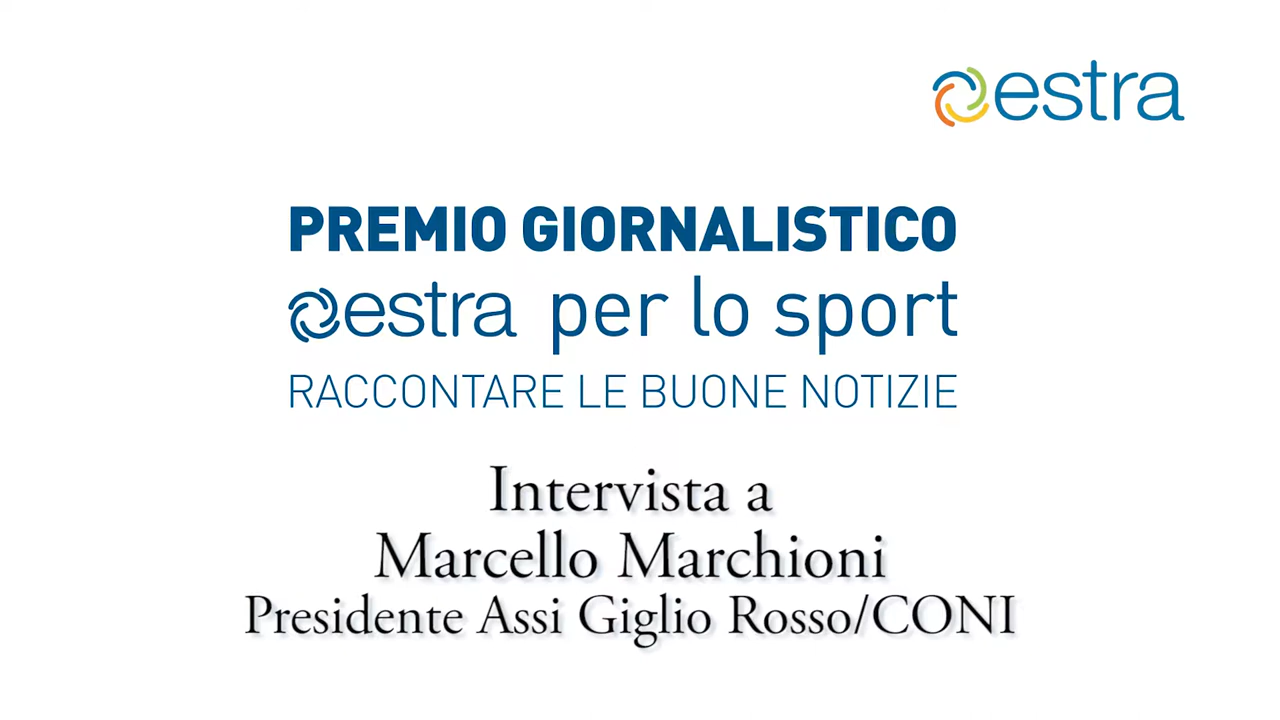 estra
PREMIO GIORNALISTICO
estra per lo sport
RACCONTARE LE BUONE NOTIZIE
Intervista a
Marcello Marchioni
Presidente Assi Giglio Rosso/CONI